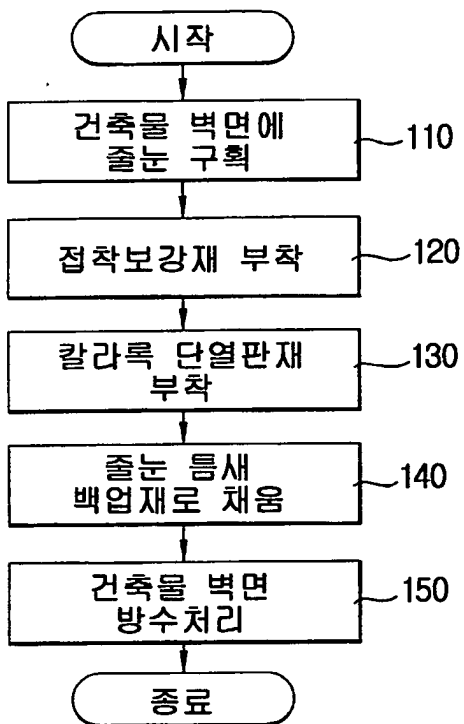 시작
건축물 벽면에
줄눈 구획
110
접착보강재 부착
120
칼라록 단열판재
부착
130
줄눈 틈새
백업재로 채움
140
건축물 벽면
방수처리
150
종료